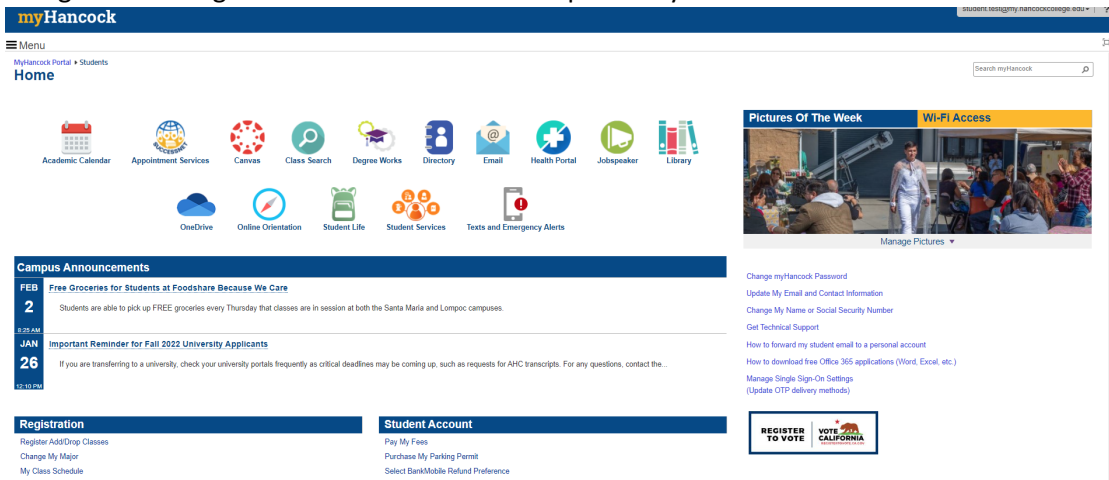 myHancock
student.test@my.hancockcollege.edu
Menu
MyHancock Portal Students
Home
Search myHancock
Academic Calendar
Appointment Services
Canvas
Class Search
Degree Works
Directory
Email
Health Portal
Jobspeaker
Library
OneDrive
Online Orientation
Student Life
Student Services
Texts and Emergency Alerts
Pictures Of The Week
Wi-Fi Access
Manage Pictures
Campus Announcements
FEB
2
8:25 AM
Free Groceries for Students at Foodshare Because We Care
Students are able to pick up FREE groceries every Thursday that classes are in session at both the Santa Maria and Lompoc campuses.
JAN
26
12:10 PM
Important Reminder for Fall 2022 University Applicants
If you are transferring to a university, check your university portals frequently as critical deadlines may be coming up, such as requests for AHC transcripts. For any questions, contact the...
Change myHancock Password
Update My Email and Contact Information
Change My Name or Social Security Number
Get Technical Support
How to forward my student email to a personal account
How to download free Office 365 applications (Word, Excel, etc.)
Manage Single Sign-On Settings
(Update OTP delivery methods)
REGISTER
TO VOTE
VOTE
CALIFORNIA
Registration
Register Add/Drop Classes
Change My Major
My Class Schedule
Student Account
Pay My Fees
Purchase My Parking Permit
Select BankMobile Refund Preference